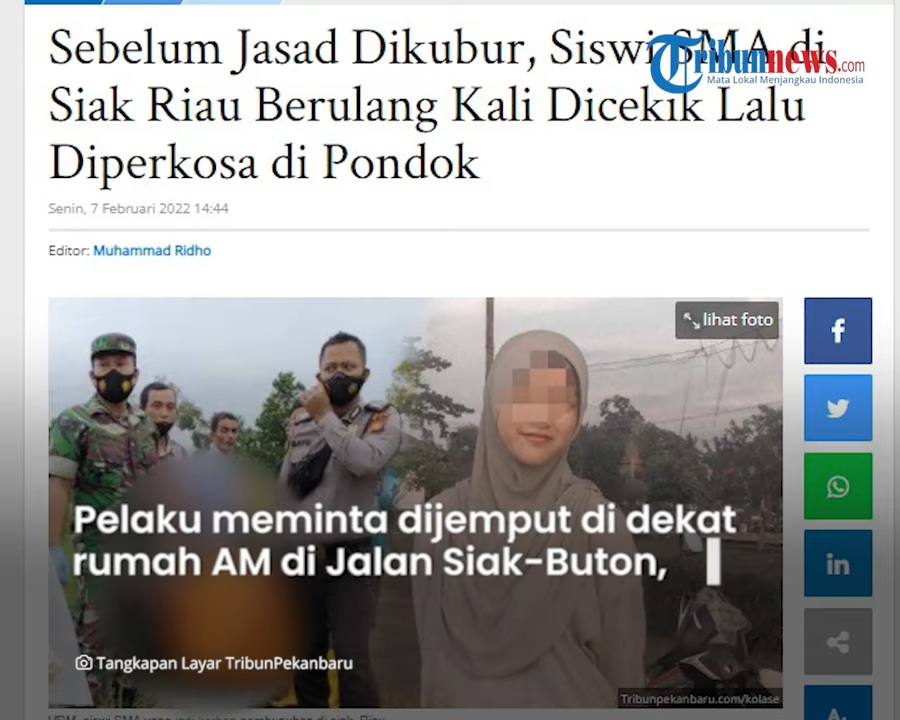 Sebelum Jasad Dikubur, Siswi SMA di
Tribunnews.com
Mata Lokal Menjangkau Indonesia
Siak Riau Berulang Kali Dicekik Lalu
Diperkosa di Pondok
Senin, 7 Februari 2022 14:44
Editor: Muhammad Ridho
lihat foto
Pelaku meminta dijemput di dekat
rumah AM di Jalan Siak-Buton,
Tangkapan Layar TribunPekanbaru
Tribunpekanbaru.com/kolase